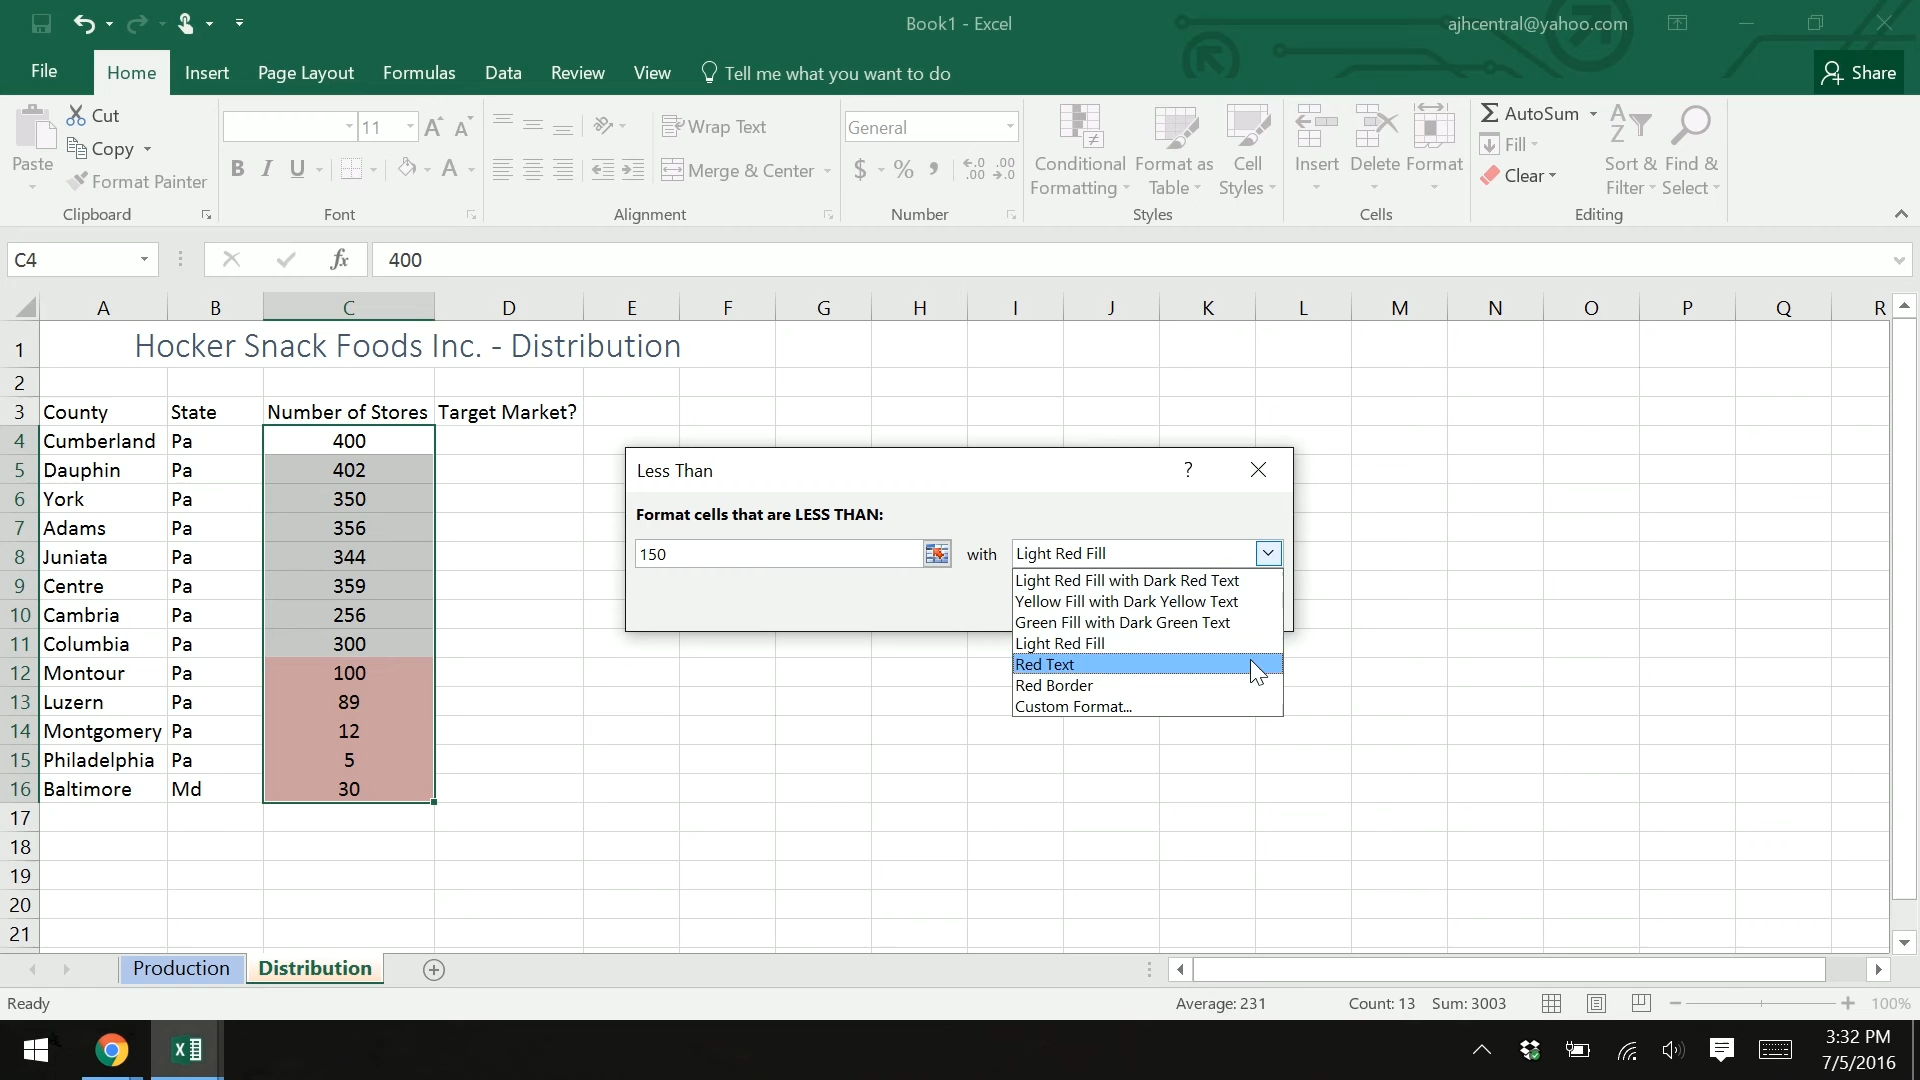 Book1 - Excel
ajhcentral@yahoo.com
File Home Insert Page Layout Formulas Data Review View Tell me what you want to do Share
Paste
Cut
Copy
Format Painter
Clipboard
11
B I U A
Font
Wrap Text
Merge & Center
Alignment
General
$ % ,
Number
Conditional Formatting
Format as Table
Cell Styles
Styles
Insert
Delete
Format
Cells
AutoSum
Fill
Clear
Sort & Filter
Find & Select
Editing
C4 fx 400
A B C D E F G H I J K L M N O P Q R
1 Hocker Snack Foods Inc. - Distribution
2
3 County State Number of Stores Target Market?
4 Cumberland Pa 400
5 Dauphin Pa 402
6 York Pa 350
7 Adams Pa 356
8 Juniata Pa 344
9 Centre Pa 359
10 Cambria Pa 256
11 Columbia Pa 300
12 Montour Pa 100
13 Luzern Pa 89
14 Montgomery Pa 12
15 Philadelphia Pa 5
16 Baltimore Md 30
17
18
19
20
21
Less Than ?
Format cells that are LESS THAN:
150 with Light Red Fill
Light Red Fill with Dark Red Text
Yellow Fill with Dark Yellow Text
Green Fill with Dark Green Text
Light Red Fill
Red Text
Red Border
Custom Format...
Production Distribution
Ready Average: 231 Count: 13 Sum: 3003 100%
3:32 PM
7/5/2016